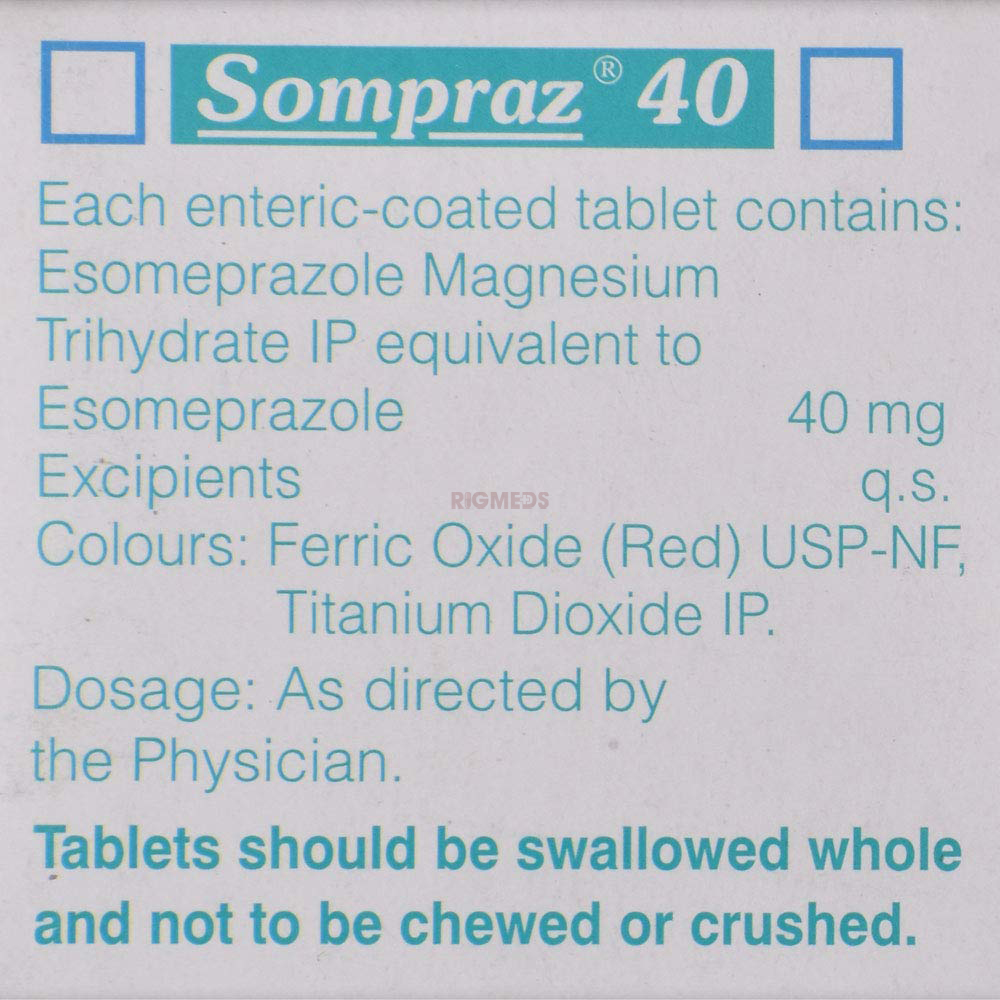 Sompraz® 40
Each enteric-coated tablet contains:
Esomeprazole Magnesium
Trihydrate IP equivalent to
Esomeprazole 40 mg
Excipients q.s.
RIGMEDS
Colours: Ferric Oxide (Red) USP-NF,
Titanium Dioxide IP.
Dosage: As directed by
the Physician.
Tablets should be swallowed whole
and not to be chewed or crushed.